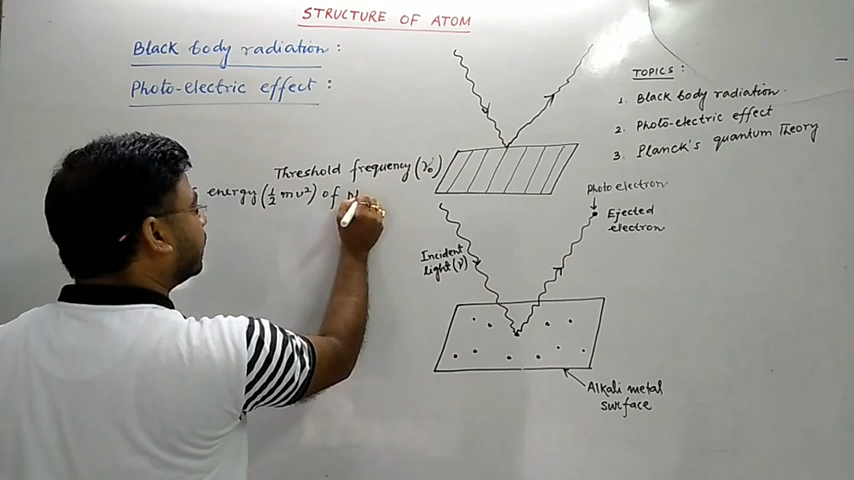 STRUCTURE OF ATOM
Black body radiation :
Photo-electric effect :
Threshold frequency (ν₀)
energy (½ mv²) of
TOPICS :
1. Black body radiation.
2. Photo-electric effect
3. Planck's quantum Theory
Photo electron
Ejected
electron
Incident
light (ν)
Alkali metal
surface